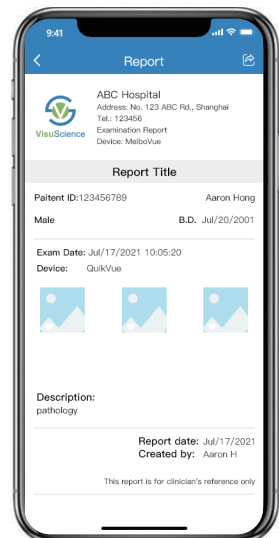 9:41
Report
ABC Hospital
Address: No. 123 ABC Rd., Shanghai
Tel.: 123456
Examination Report
Device: MelboVue
VisuScience
Report Title
Paitent ID:123456789 Aaron Hong
Male B.D. Jul/20/2001
Exam Date: Jul/17/2021 10:05:20
Device: QuikVue
Description:
pathology
Report date: Jul/17/2021
Created by: Aaron H
This report is for clinician's reference only